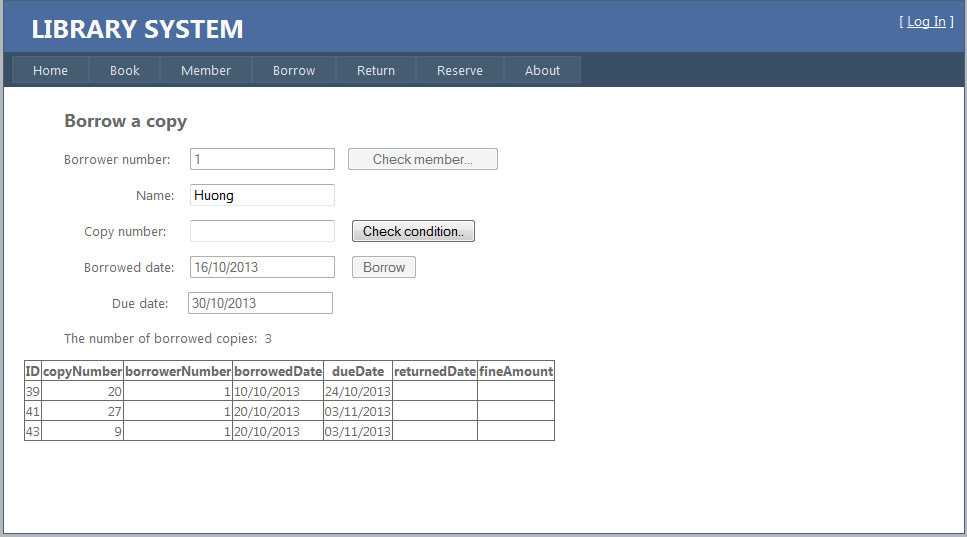 LIBRARY SYSTEM
[ Log In ]
Home Book Member Borrow Return Reserve About
Borrow a copy
Borrower number: 1 Check member...
Name: Huong
Copy number: Check condition..
Borrowed date: 16/10/2013 Borrow
Due date: 30/10/2013
The number of borrowed copies: 3
ID copyNumber borrowerNumber borrowedDate dueDate returnedDate fineAmount
39 20 1 10/10/2013 24/10/2013
41 27 1 20/10/2013 03/11/2013
43 9 1 20/10/2013 03/11/2013